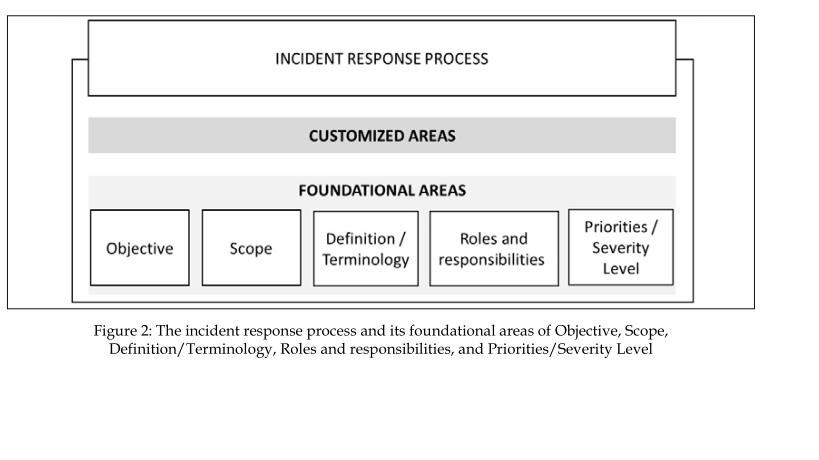 INCIDENT RESPONSE PROCESS
CUSTOMIZED AREAS
FOUNDATIONAL AREAS
Objective
Scope
Definition /
Terminology
Roles and
responsibilities
Priorities /
Severity
Level
Figure 2: The incident response process and its foundational areas of Objective, Scope,
Definition/Terminology, Roles and responsibilities, and Priorities/Severity Level